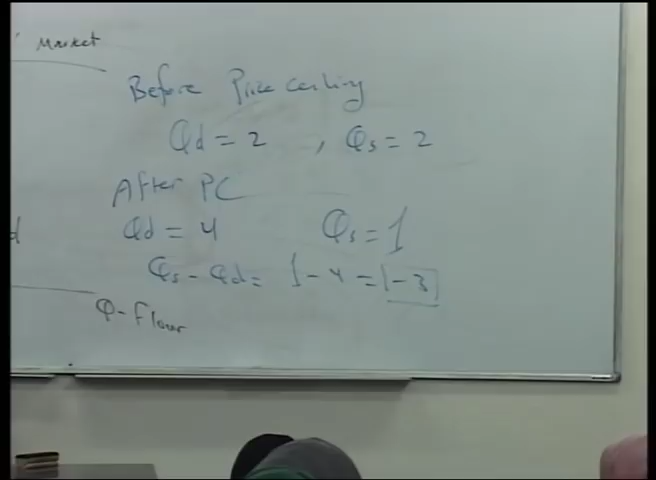 Market
Before Price ceiling
Qd = 2 , Qs = 2
After PC
Qd = 4 Qs = 1
d
Qs - Qd = 1 - 4 = -3